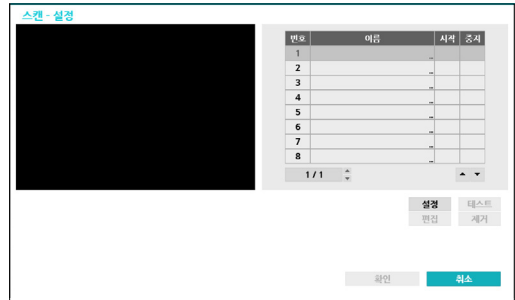 스캔 - 설정
번호 이름 시작 중지
1 ...
2 ...
3 ...
4 ...
5 ...
6 ...
7 ...
8 ...
1 / 1
설정 테스트
편집 제거
확인 취소